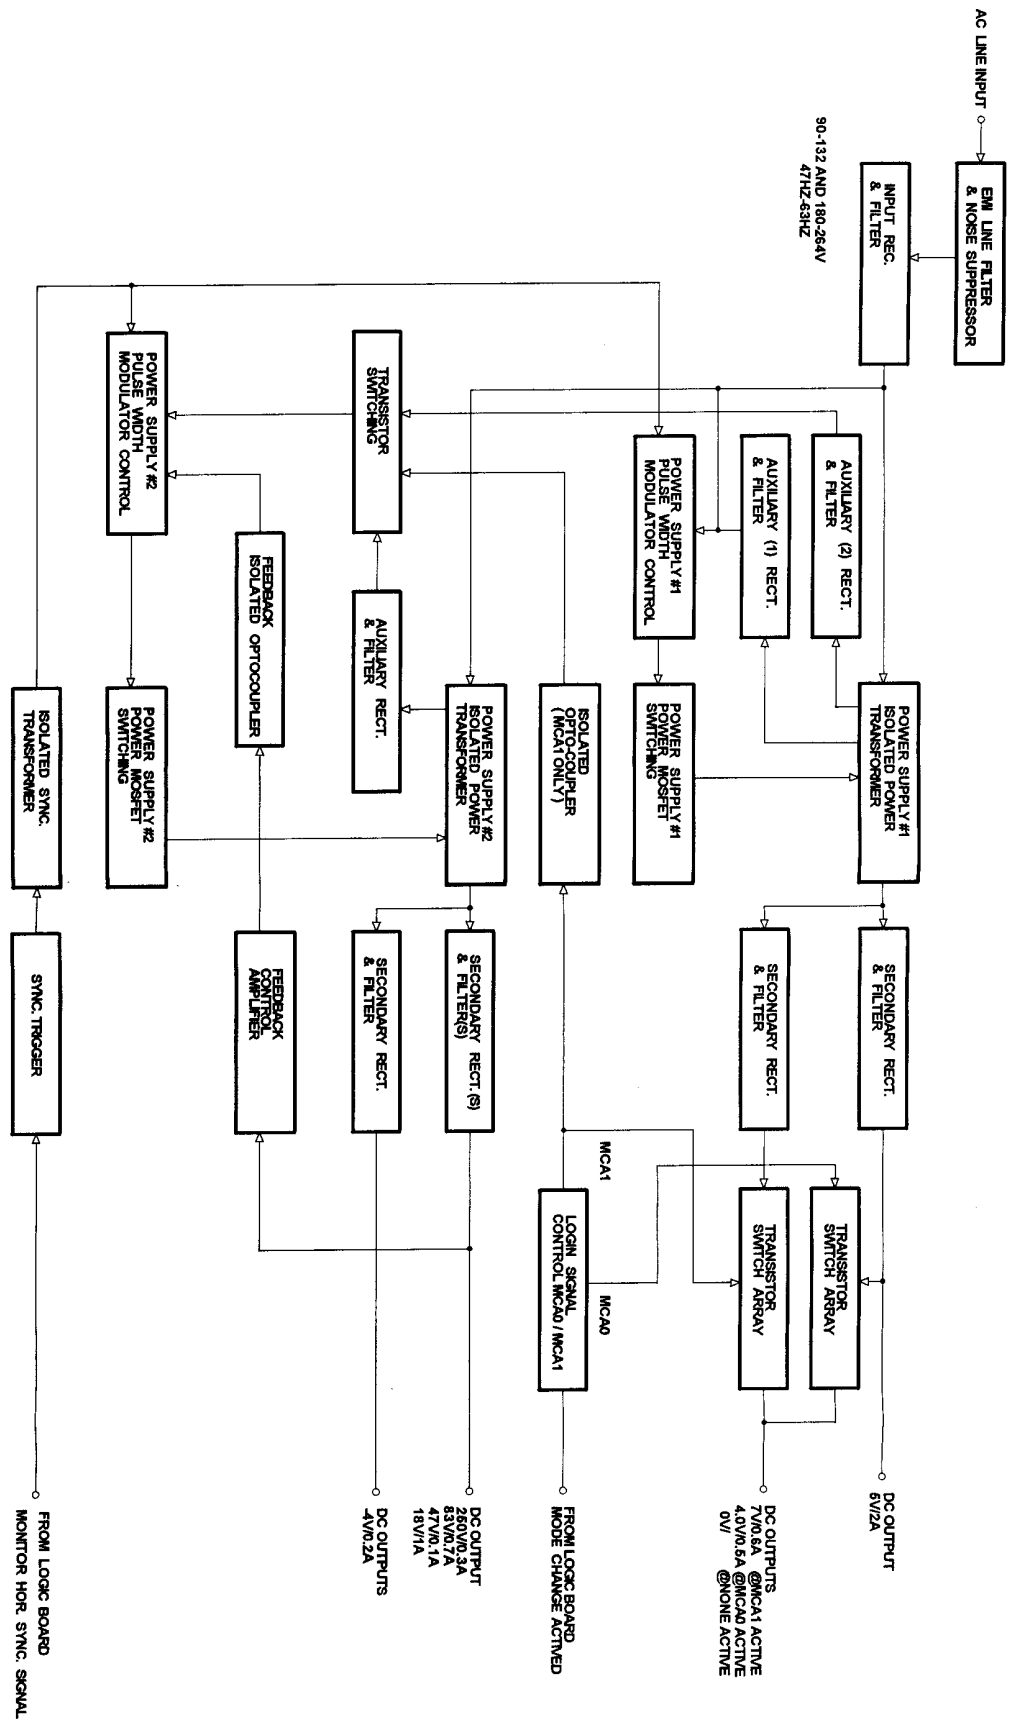 AC LINE INPUT
EMI LINE FILTER
& NOISE SUPPRESSOR
90-132 AND 180-264V
47HZ-63HZ
INPUT REC.
& FILTER
POWER SUPPLY #1
ISOLATED POWER
TRANSFORMER
SECONDARY RECT.
& FILTER
DC OUTPUT
5V/2A
AUXILIARY (2) RECT.
& FILTER
TRANSISTOR
SWITCH ARRAY
AUXILIARY (1) RECT.
& FILTER
SECONDARY RECT.
& FILTER
TRANSISTOR
SWITCH ARRAY
DC OUTPUTS
7V/0.6A @MCA1 ACTIVE
4.0V/0.5A @MCA0 ACTIVE
0V/ @NONE ACTIVE
POWER SUPPLY #1
PULSE WIDTH
MODULATOR CONTROL
POWER SUPPLY #1
POWER MOSFET
SWITCHING
MCA1
MCA0
ISOLATED
OPTO-COUPLER
( MCA1 ONLY )
LOGIN SIGNAL
CONTROL MCA0 / MCA1
FROM LOGIC BOARD
MODE CHANGE ACTIVED
POWER SUPPLY #2
ISOLATED POWER
TRANSFORMER
SECONDARY RECT. (S)
& FILTER(S)
DC OUTPUT
250V/0.3A
83V/0.7A
47V/0.1A
18V/1A
TRANSISTOR
SWITCHING
AUXILIARY RECT.
& FILTER
SECONDARY RECT.
& FILTER
DC OUTPUTS
-4V/0.2A
FEEDBACK
ISOLATED OPTOCOUPLER
FEEDBACK
CONTROL
AMPLIFIER
POWER SUPPLY #2
PULSE WIDTH
MODULATOR CONTROL
POWER SUPPLY #2
POWER MOSFET
SWITCHING
ISOLATED SYNC.
TRANSFORMER
SYNC. TRIGGER
FROM LOGIC BOARD
MONITOR HOR. SYNC. SIGNAL